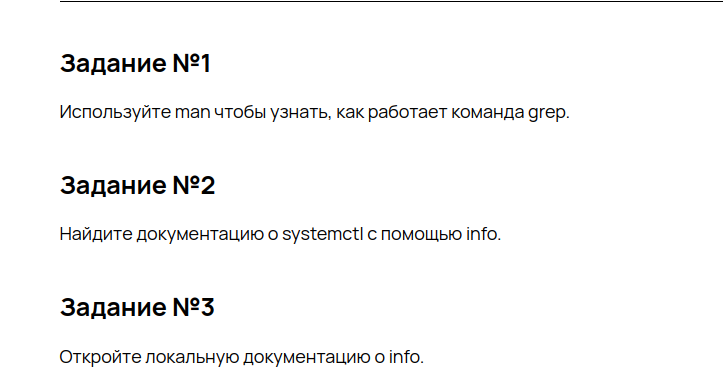 Задание №1
Используйте man чтобы узнать, как работает команда grep.
Задание №2
Найдите документацию о systemctl с помощью info.
Задание №3
Откройте локальную документацию о info.